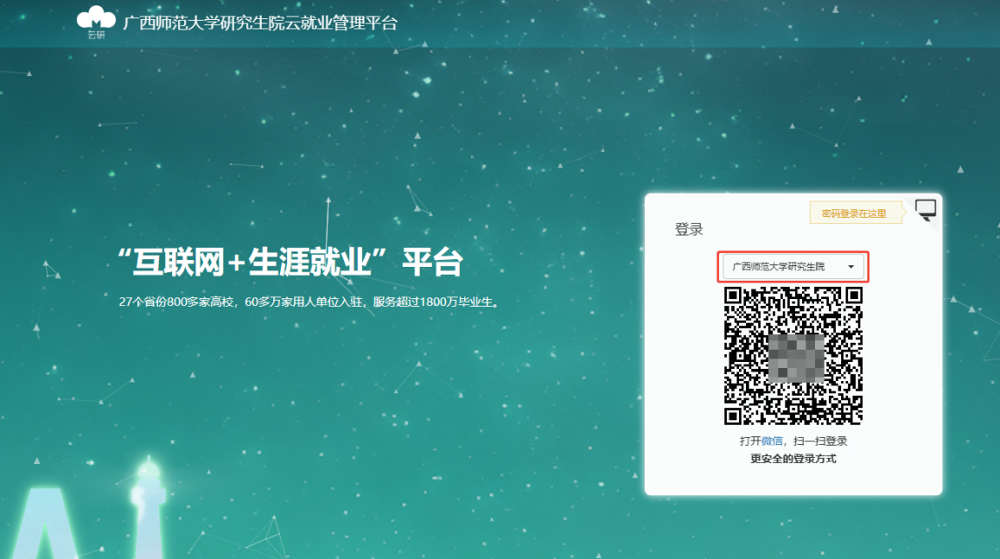 云研
广西师范大学研究生院云就业管理平台
“互联网+生涯就业”平台
27个省份800多家高校，60多万家用人单位入驻，服务超过1800万毕业生。
密码登录在这里
登录
广西师范大学研究生院
打开微信，扫一扫登录
更安全的登录方式
AI